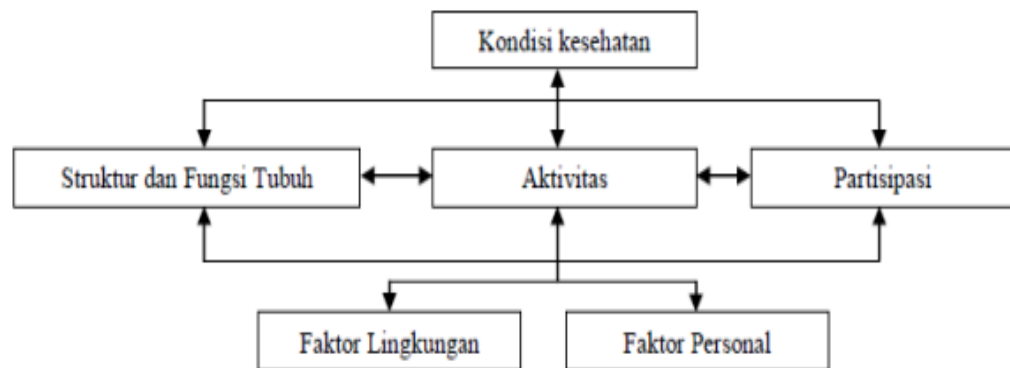 Kondisi kesehatan
Struktur dan Fungsi Tubuh
Aktivitas
Partisipasi
Faktor Lingkungan
Faktor Personal